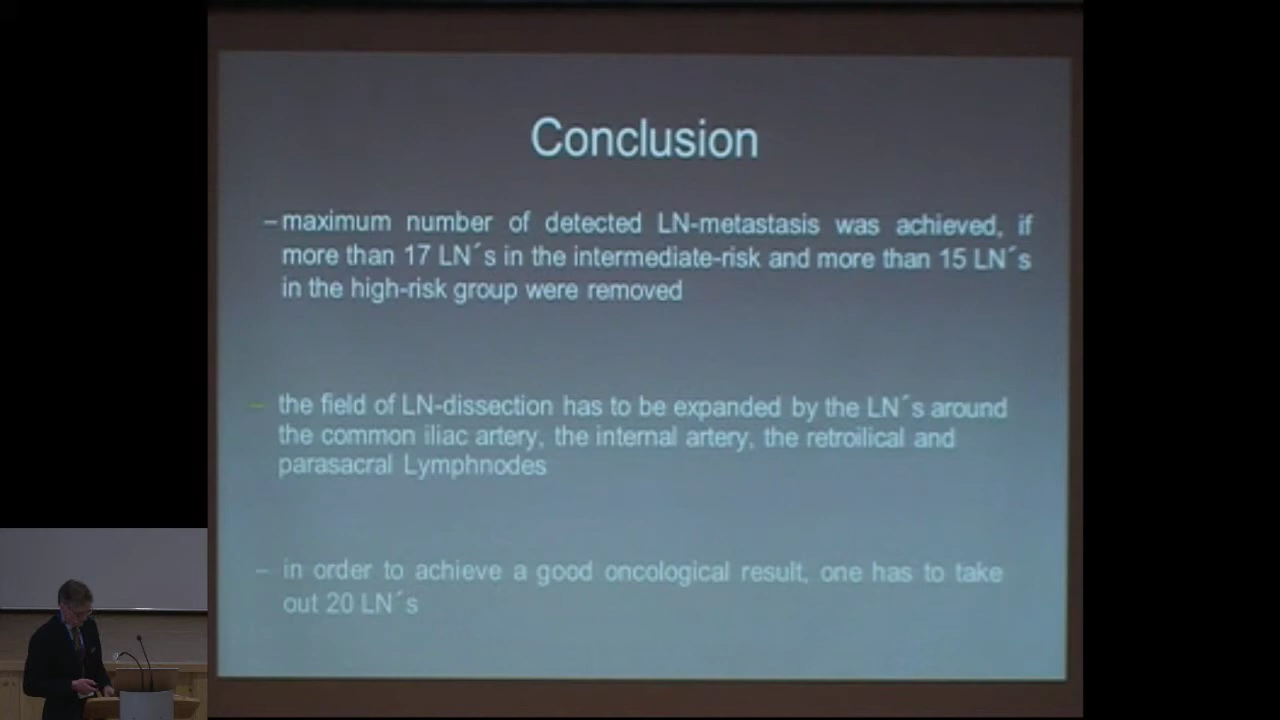 Conclusion
– maximum number of detected LN-metastasis was achieved, if
more than 17 LN´s in the intermediate-risk and more than 15 LN´s
in the high-risk group were removed
– the field of LN-dissection has to be expanded by the LN´s around
the common iliac artery, the internal artery, the retroilical and
parasacral Lymphnodes
– in order to achieve a good oncological result, one has to take
out 20 LN´s